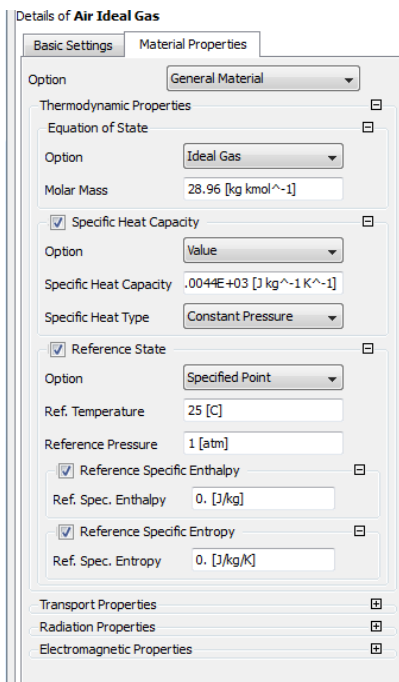 Details of Air Ideal Gas
Basic Settings Material Properties
Option General Material
Thermodynamic Properties
Equation of State
Option Ideal Gas
Molar Mass 28.96 [kg kmol^-1]
Specific Heat Capacity
Option Value
Specific Heat Capacity .0044E+03 [J kg^-1 K^-1]
Specific Heat Type Constant Pressure
Reference State
Option Specified Point
Ref. Temperature 25 [C]
Reference Pressure 1 [atm]
Reference Specific Enthalpy
Ref. Spec. Enthalpy 0. [J/kg]
Reference Specific Entropy
Ref. Spec. Entropy 0. [J/kg/K]
Transport Properties
Radiation Properties
Electromagnetic Properties